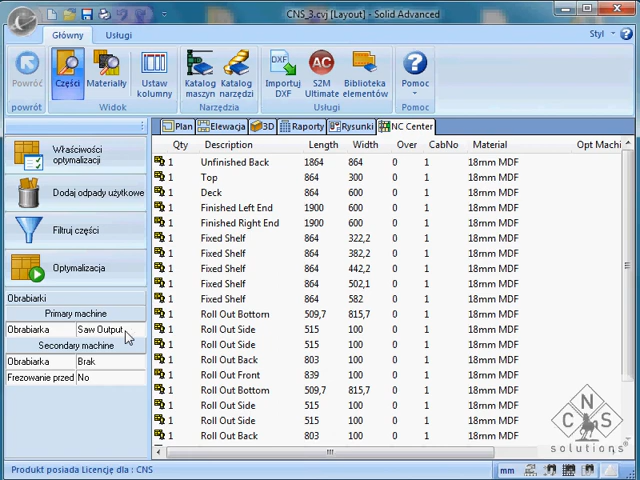 CNS_3.cvj [Layout] - Solid Advanced
Główny Usługi Styl
Powróć Części Materiały Ustaw kolumny Katalog maszyn Katalog narzędzi Importuj DXF S2M Ultimate Biblioteka elementów Pomoc
powrót Widok Narzędzia Usługi Pomoc
Plan Elewacja 3D Raporty Rysunki NC Center
Właściwości optymalizacji
Dodaj odpady użytkowe
Filtruj części
Optymalizacja
Obrabiarki
Primary machine
Obrabiarka Saw Output
Secondary machine
Obrabiarka Brak
Frezowanie przed No
Qty Description Length Width Over CabNo Material Opt Machi
1 Unfinished Back 1864 864 0 1 18mm MDF
1 Top 864 300 0 1 18mm MDF
1 Deck 864 600 0 1 18mm MDF
1 Finished Left End 1900 600 0 1 18mm MDF
1 Finished Right End 1900 600 0 1 18mm MDF
1 Fixed Shelf 864 322,2 0 1 18mm MDF
1 Fixed Shelf 864 382,2 0 1 18mm MDF
1 Fixed Shelf 864 442,2 0 1 18mm MDF
1 Fixed Shelf 864 502,1 0 1 18mm MDF
1 Fixed Shelf 864 582 0 1 18mm MDF
1 Roll Out Bottom 509,7 815,7 0 1 18mm MDF
1 Roll Out Side 515 100 0 1 18mm MDF
1 Roll Out Side 515 100 0 1 18mm MDF
1 Roll Out Back 803 100 0 1 18mm MDF
1 Roll Out Front 839 100 0 1 18mm MDF
1 Roll Out Bottom 509,7 815,7 0 1 18mm MDF
1 Roll Out Side 515 100 0 1 18mm MDF
1 Roll Out Side 515 100 0 1 18mm MDF
1 Roll Out Back 803 100 0 1 18mm MDF
CNS
solutions
Produkt posiada Licencję dla : CNS
mm